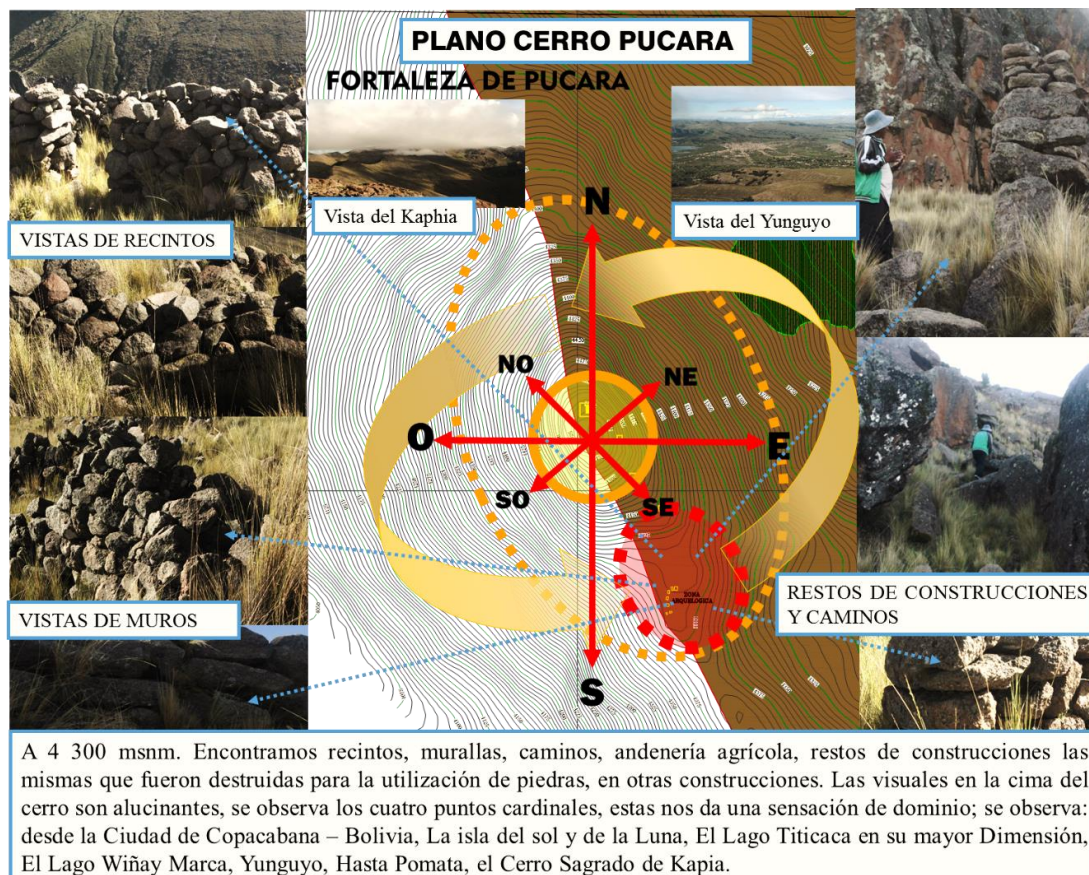 PLANO CERRO PUCARA
FORTALEZA DE PUCARA
Vista del Kaphia
Vista del Yunguyo
VISTAS DE RECINTOS
N
NO
NE
O
E
SO
SE
S
ZONA
ARQUELOGICA
VISTAS DE MUROS
RESTOS DE CONSTRUCCIONES
Y CAMINOS
A 4 300 msnm. Encontramos recintos, murallas, caminos, andenería agrícola, restos de construcciones las
mismas que fueron destruidas para la utilización de piedras, en otras construcciones. Las visuales en la cima del
cerro son alucinantes, se observa los cuatro puntos cardinales, estas nos da una sensación de dominio; se observa:
desde la Ciudad de Copacabana – Bolivia, La isla del sol y de la Luna, El Lago Titicaca en su mayor Dimensión,
El Lago Wiñay Marca, Yunguyo, Hasta Pomata, el Cerro Sagrado de Kapia.